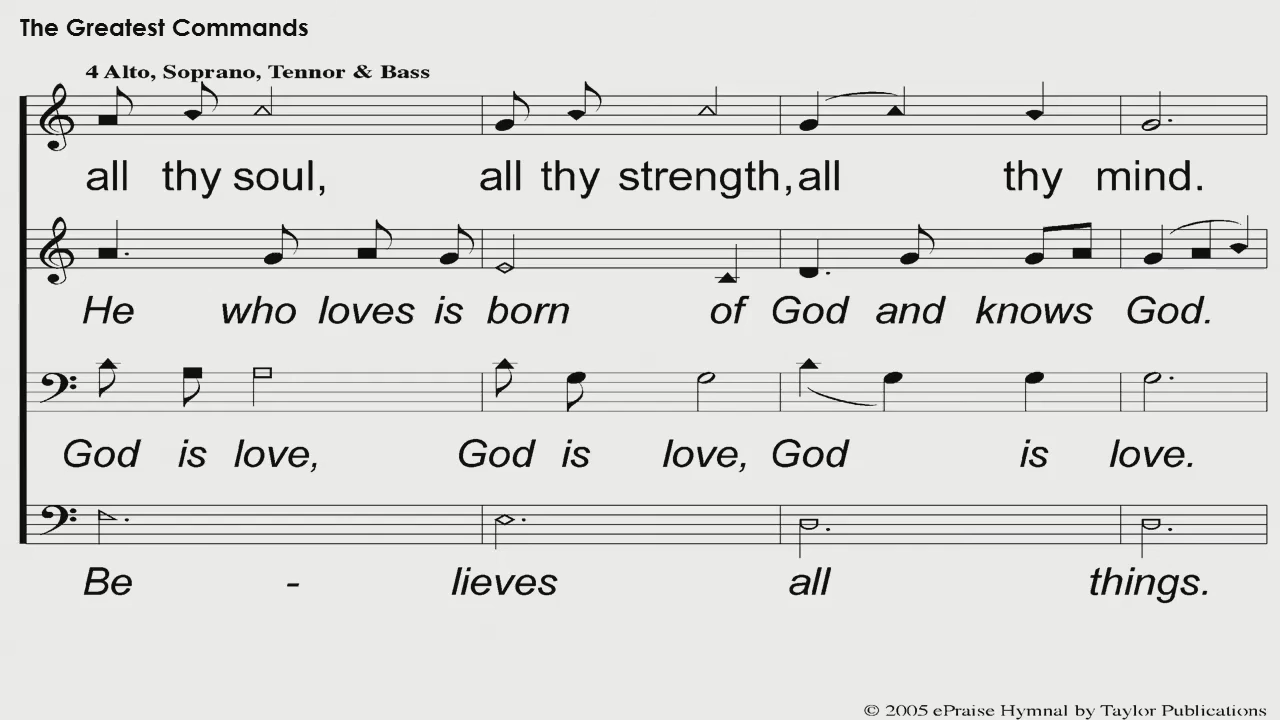 The Greatest Commands
4 Alto, Soprano, Tennor & Bass
all thy soul, all thy strength, all thy mind.
He who loves is born of God and knows God.
God is love, God is love, God is love.
Be - lieves all things.
© 2005 ePraise Hymnal by Taylor Publications